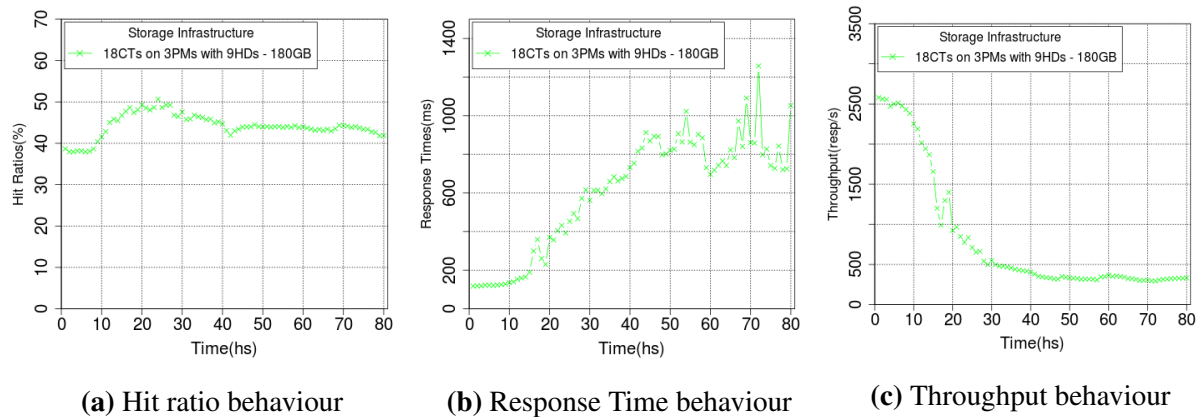 Hit Ratios(%)
0 10 20 30 40 50 60 70
Storage Infrastructure
18CTs on 3PMs with 9HDs - 180GB
0 10 20 30 40 50 60 70 80
Time(hs)
(a) Hit ratio behaviour
Response Times(ms)
0 200 600 1000 1400
Storage Infrastructure
18CTs on 3PMs with 9HDs - 180GB
0 10 20 30 40 50 60 70 80
Time(hs)
(b) Response Time behaviour
Throughput(resp/s)
0 500 1500 2500 3500
Storage Infrastructure
18CTs on 3PMs with 9HDs - 180GB
0 10 20 30 40 50 60 70 80
Time(hs)
(c) Throughput behaviour